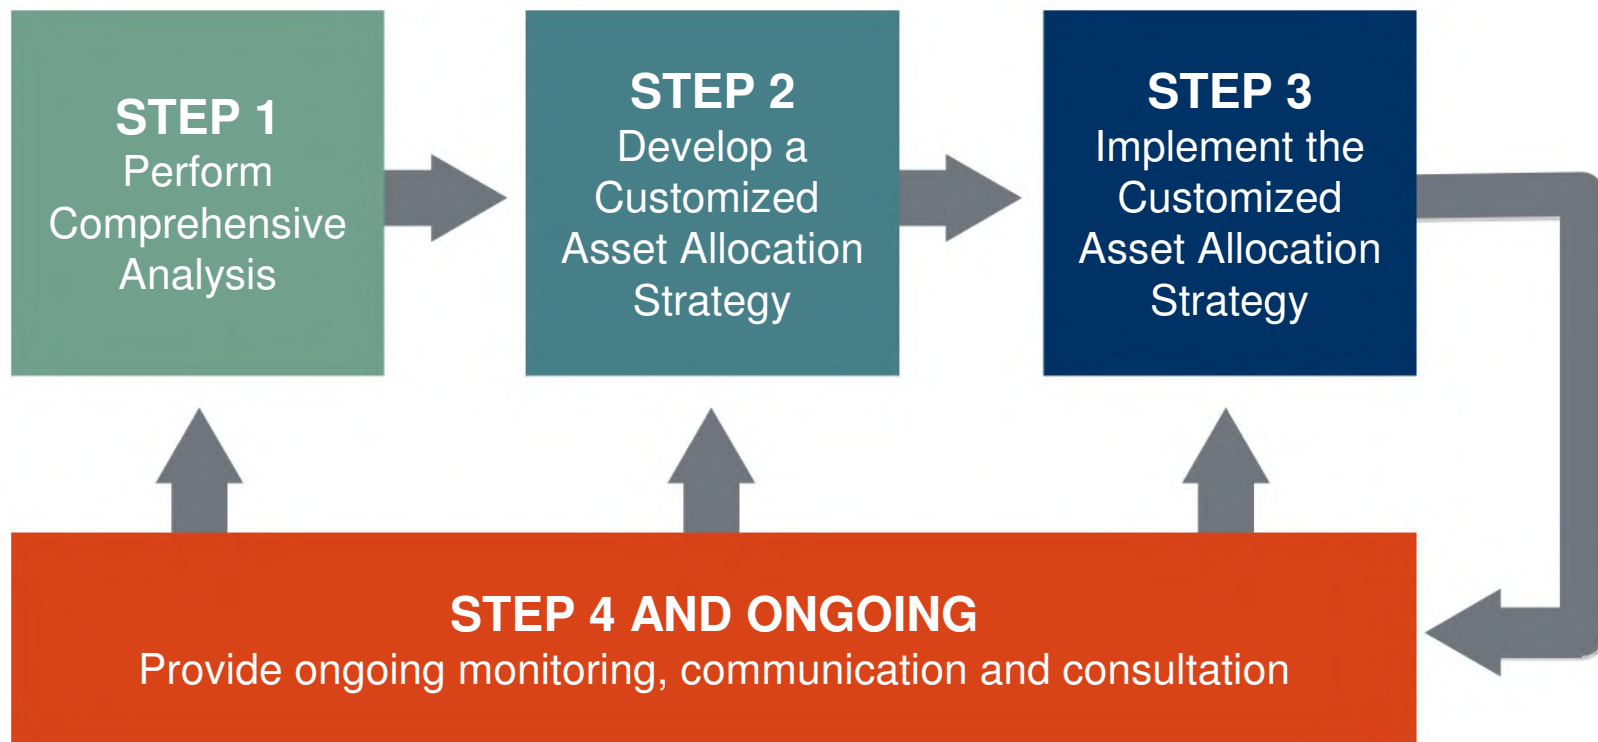 STEP 1
Perform
Comprehensive
Analysis
STEP 2
Develop a
Customized
Asset Allocation
Strategy
STEP 3
Implement the
Customized
Asset Allocation
Strategy
STEP 4 AND ONGOING
Provide ongoing monitoring, communication and consultation